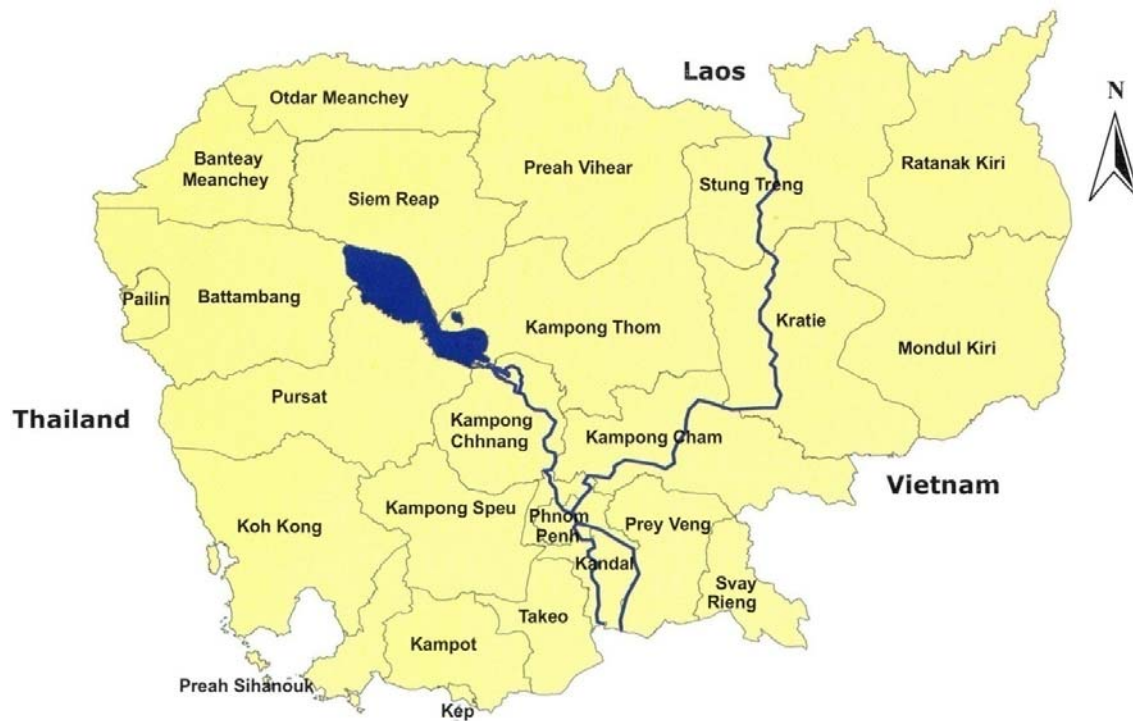 Laos
N
Otdar Meanchey
Banteay
Meanchey
Preah Vihear
Ratanak Kiri
Stung Treng
Siem Reap
Pailin
Battambang
Kampong Thom
Kratie
Mondul Kiri
Pursat
Thailand
Kampong
Chhnang
Kampong Cham
Vietnam
Kampong Speu
Koh Kong
Phnom
Penh
Prey Veng
Kandal
Svay
Rieng
Takeo
Kampot
Preah Sihanouk
Kep